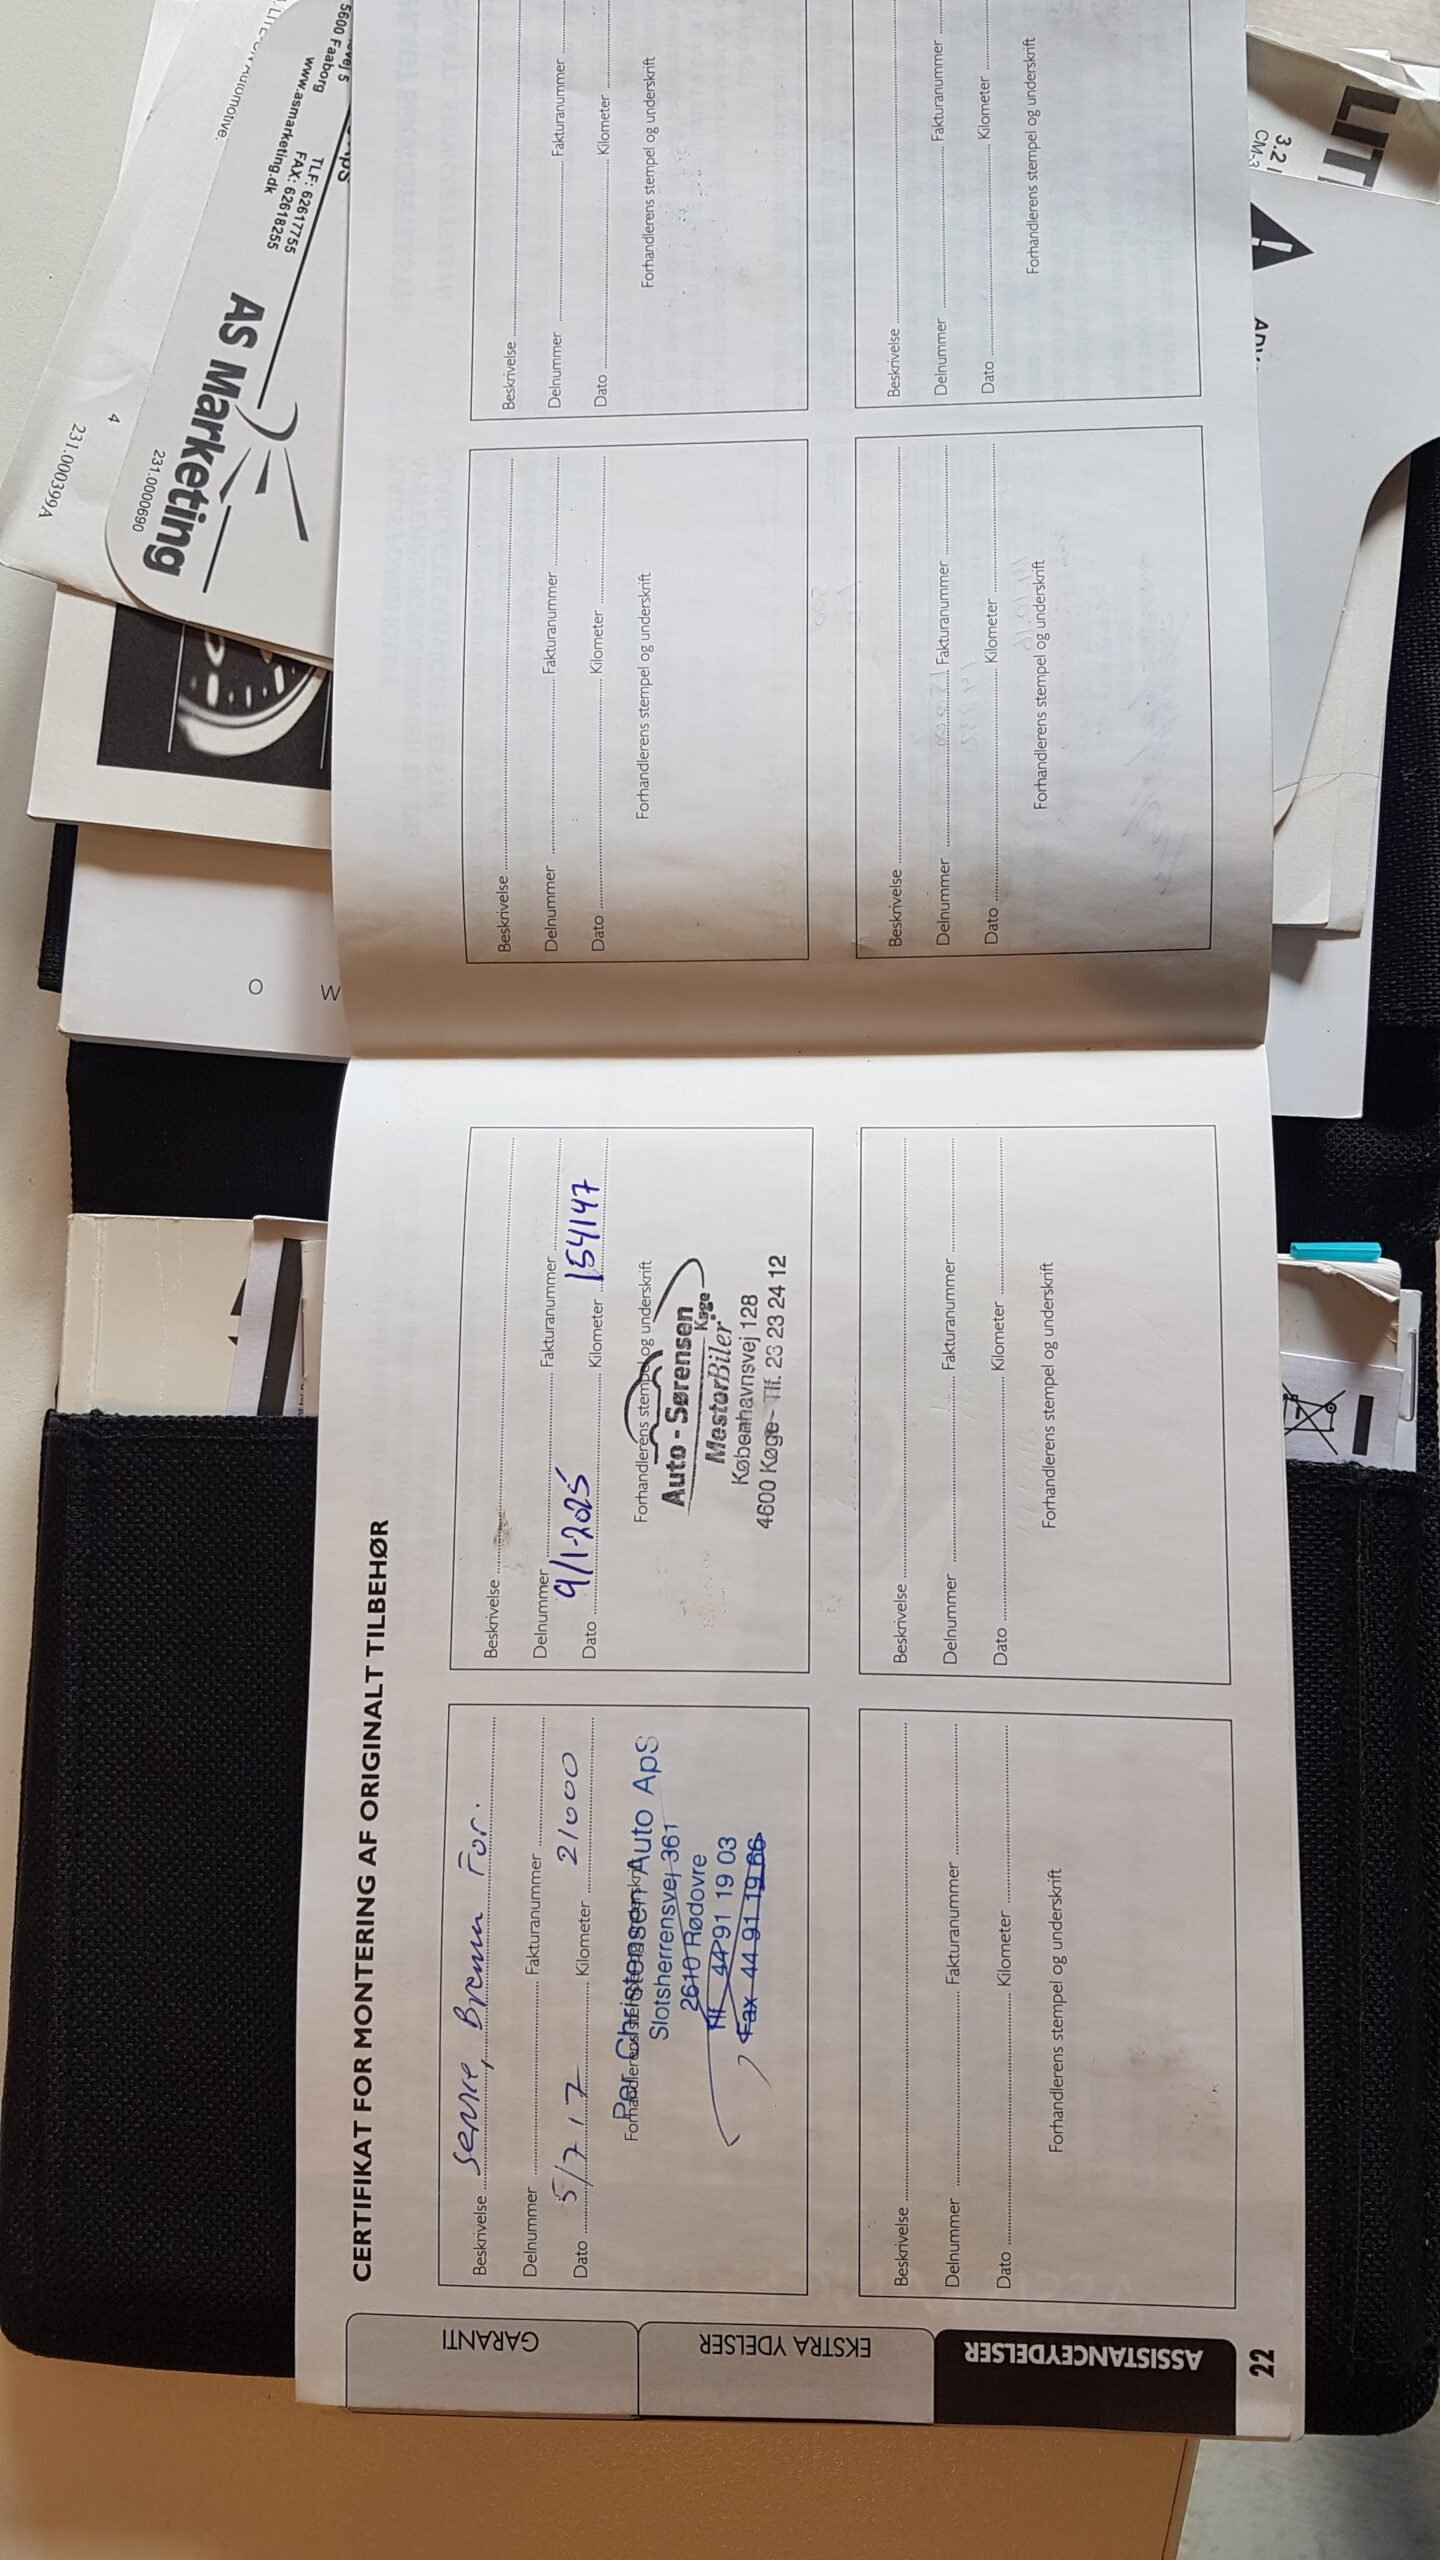 CERTIFIKAT FOR MONTERING AF ORIGINALT TILBEHØR
Beskrivelse service, Bremse For.
Delnummer Fakturanummer
Dato 5/7 17 Kilometer 21000
Forhandlerens stempel og underskrift
Per Christensen Auto ApS
Slotsherrensvej 361
2610 Rødovre
Tlf 44 91 19 03
Fax 44 91 19 66
Beskrivelse
Delnummer Fakturanummer
Dato 9/1-2025 Kilometer 154147
Forhandlerens stempel og underskrift
Auto - Sørensen
Køge
MesterBiler
Københavnsvej 128
4600 Køge - Tlf. 23 23 24 12
Beskrivelse
Delnummer Fakturanummer
Dato Kilometer
Forhandlerens stempel og underskrift
Beskrivelse
Delnummer Fakturanummer
Dato Kilometer
Forhandlerens stempel og underskrift
GARANTI
EKSTRA YDELSER
ASSISTANCEYDELSER
22
Beskrivelse
Delnummer Fakturanummer
Dato Kilometer
Forhandlerens stempel og underskrift
Beskrivelse
Delnummer Fakturanummer
Dato Kilometer
Forhandlerens stempel og underskrift
Beskrivelse
Delnummer Fakturanummer
Dato Kilometer
Forhandlerens stempel og underskrift
Beskrivelse
Delnummer Fakturanummer
Dato Kilometer
Forhandlerens stempel og underskrift
AS Marketing
231.0000690
5600 Faaborg
TLF: 62617755
FAX: 62618255
www.asmarketing.dk
Automotive.
4
231.000399A
O
W
LIT
3.2